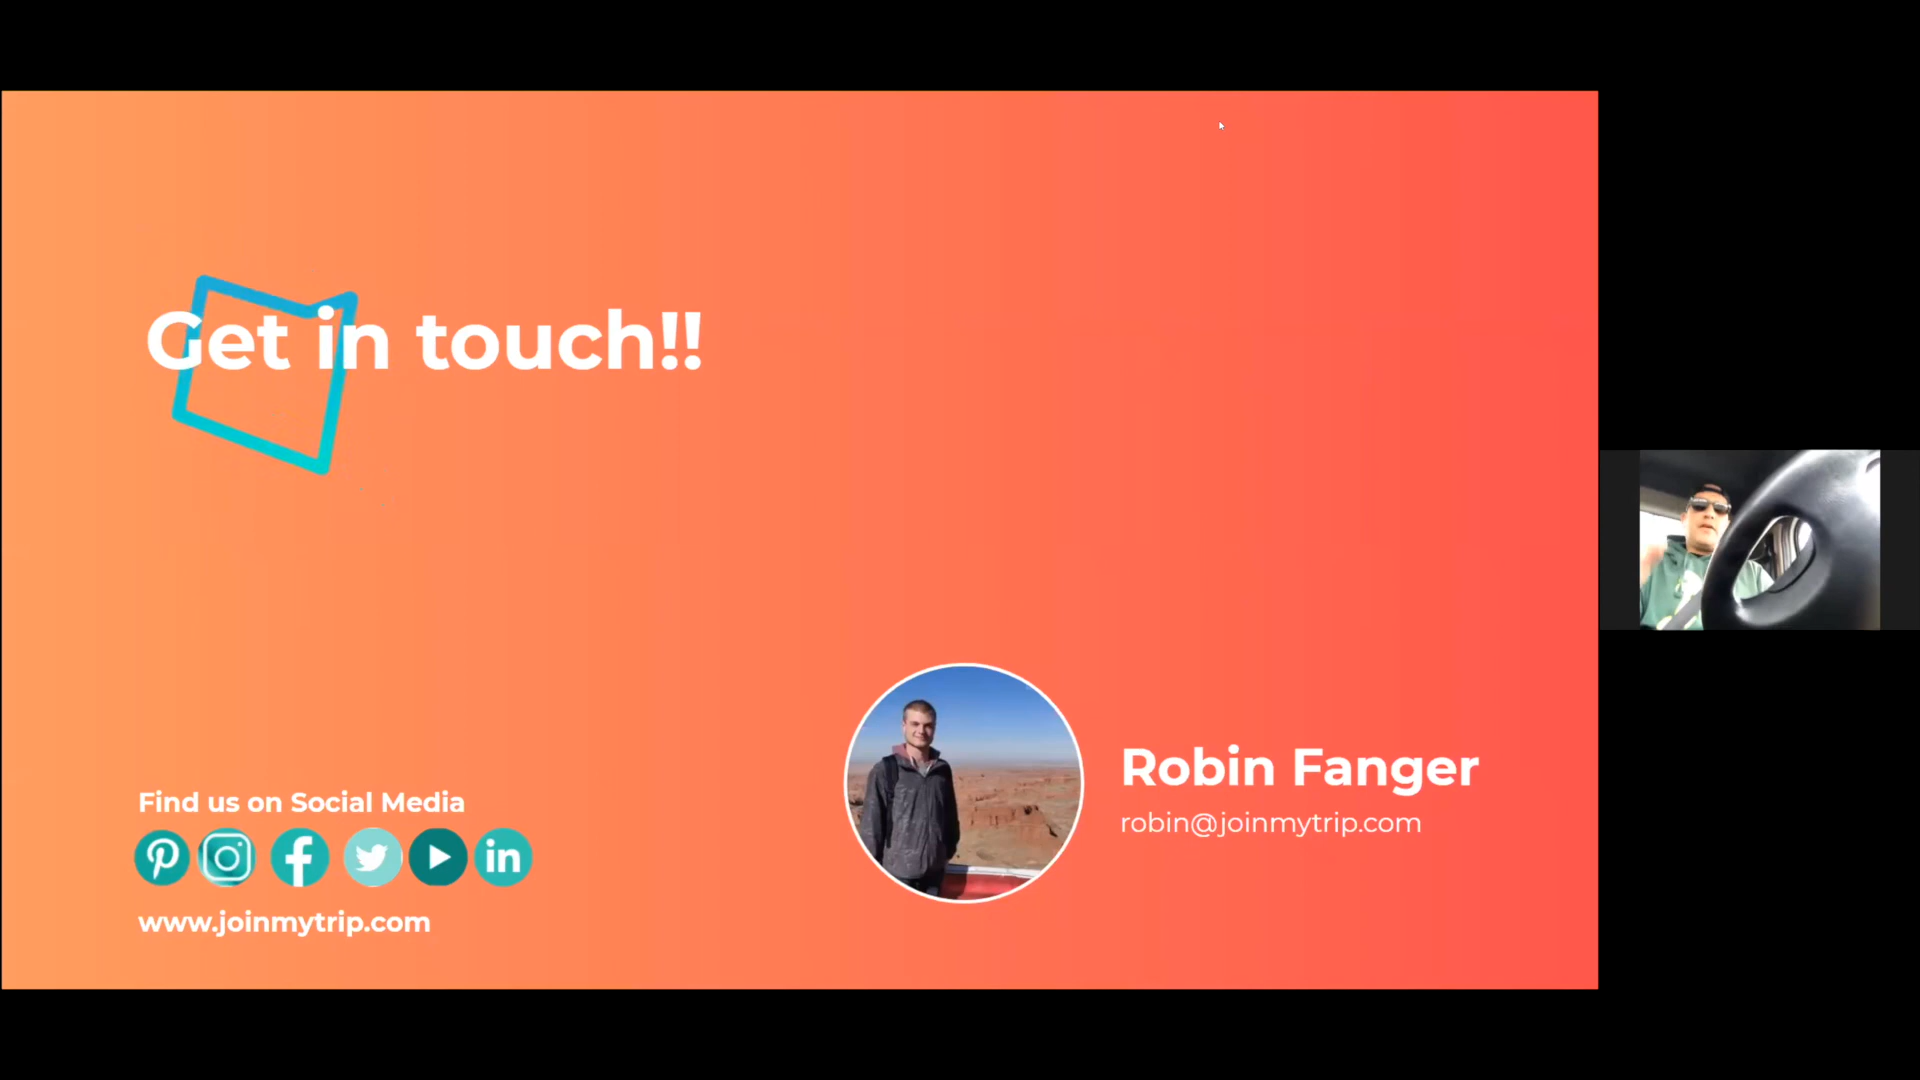 Get in touch!!
Find us on Social Media
www.joinmytrip.com
Robin Fanger
robin@joinmytrip.com